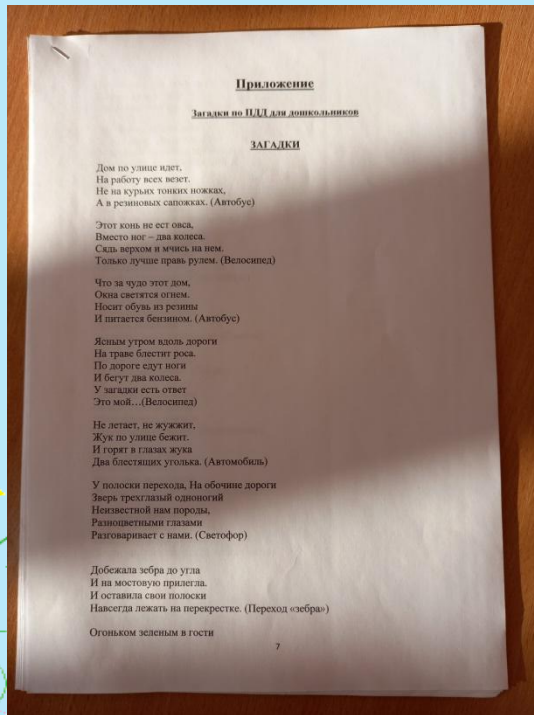 Приложение
Загадки по ПДД для дошкольников
ЗАГАДКИ
Дом по улице идет,
На работу всех везет.
Не на курьих тонких ножках,
А в резиновых сапожках. (Автобус)
Этот конь не ест овса,
Вместо ног – два колеса.
Сядь верхом и мчись на нем.
Только лучше правь рулем. (Велосипед)
Что за чудо этот дом,
Окна светятся огнем.
Носит обувь из резины
И питается бензином. (Автобус)
Ясным утром вдоль дороги
На траве блестит роса.
По дороге едут ноги
И бегут два колеса.
У загадки есть ответ
Это мой…(Велосипед)
Не летает, не жужжит,
Жук по улице бежит.
И горят в глазах жука
Два блестящих уголька. (Автомобиль)
У полоски перехода, На обочине дороги
Зверь трехглазый одноногий
Неизвестной нам породы,
Разноцветными глазами
Разговаривает с нами. (Светофор)
Добежала зебра до угла
И на мостовую прилегла.
И оставила свои полоски
Навсегда лежать на перекрестке. (Переход «зебра»)
Огоньком зеленым в гости
7